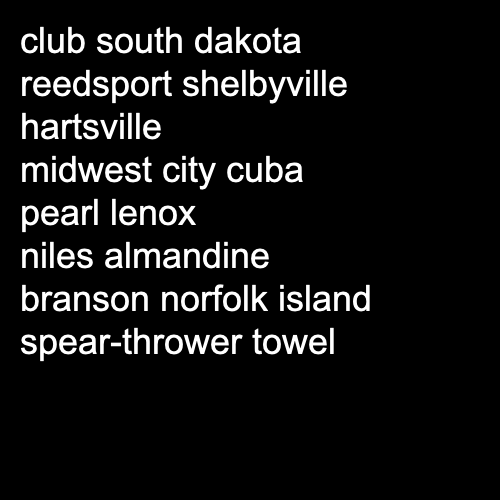 club south dakota
reedsport shelbyville
hartsville
midwest city cuba
pearl lenox
niles almandine
branson norfolk island
spear-thrower towel